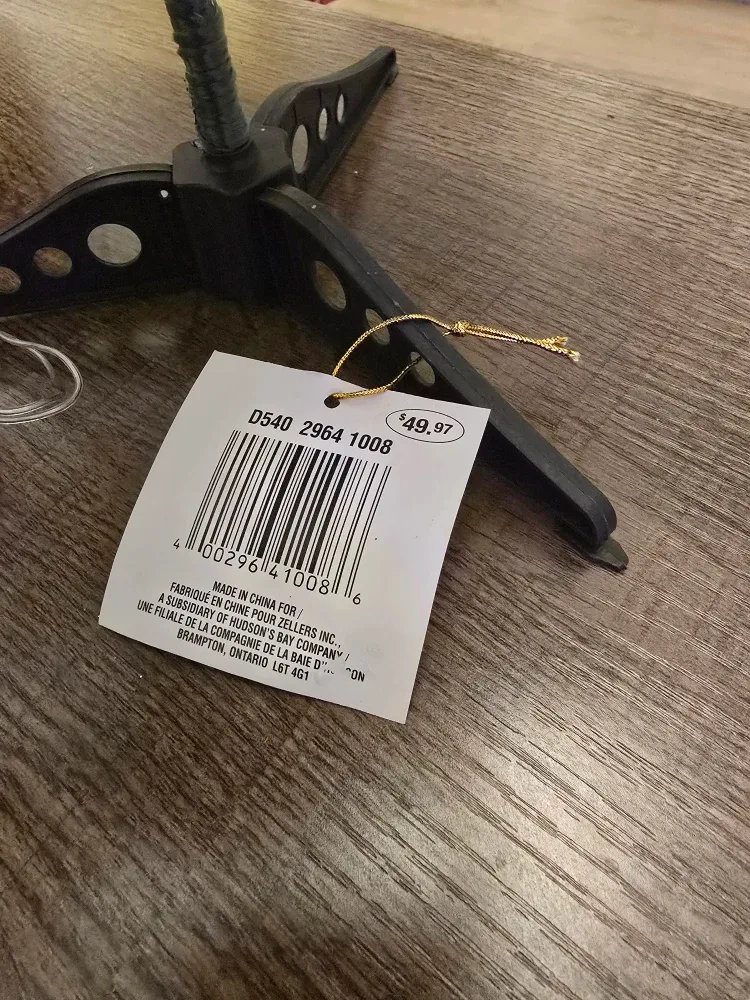 D540 2964 1008
$49.97
4 00296 41008 6
MADE IN CHINA FOR /
FABRIQUÉ EN CHINE POUR ZELLERS INC.,
A SUBSIDIARY OF HUDSON'S BAY COMPANY /
UNE FILIALE DE LA COMPAGNIE DE LA BAIE
BRAMPTON, ONTARIO L6T 4G1